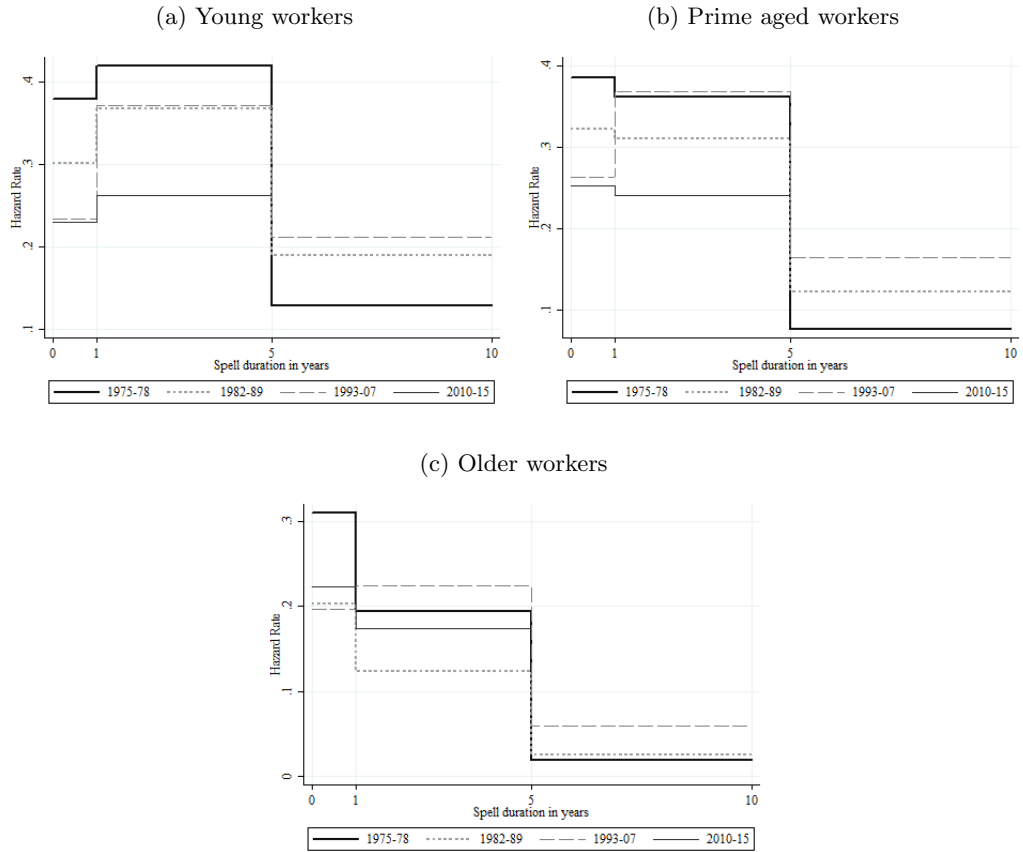 (a) Young workers
Hazard Rate
.1 .2 .3 .4
0 1 5 10
Spell duration in years
1975-78 1982-89 1993-07 2010-15
(b) Prime aged workers
Hazard Rate
.1 .2 .3 .4
0 1 5 10
Spell duration in years
1975-78 1982-89 1993-07 2010-15
(c) Older workers
Hazard Rate
0 .1 .2 .3
0 1 5 10
Spell duration in years
1975-78 1982-89 1993-07 2010-15